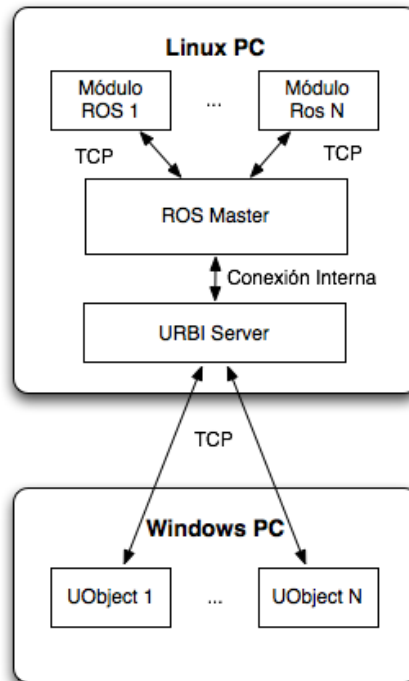 Linux PC
Módulo
ROS 1
...
Módulo
Ros N
TCP
TCP
ROS Master
Conexión Interna
URBI Server
TCP
Windows PC
UObject 1
...
UObject N